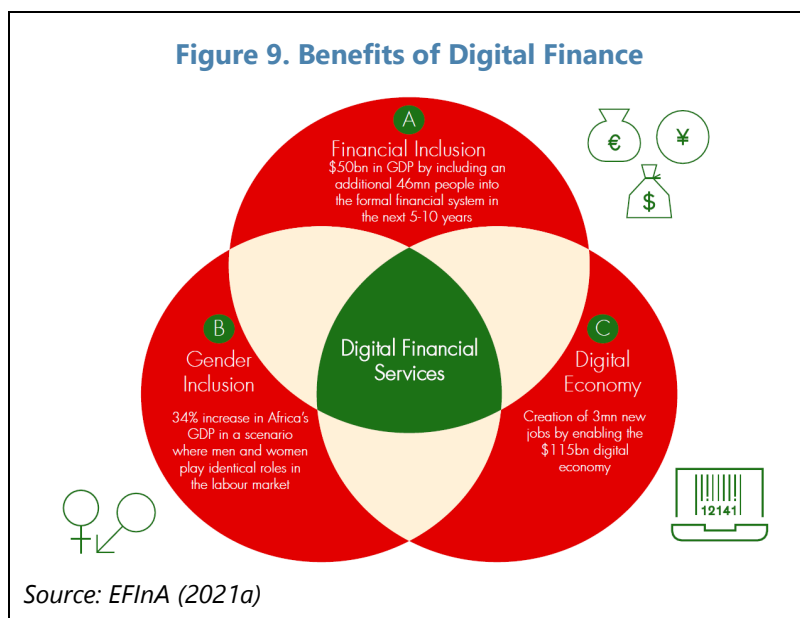 Figure 9. Benefits of Digital Finance
A
Financial Inclusion
$50bn in GDP by including an
additional 46mn people into
the formal financial system in
the next 5-10 years
€
¥
$
B
Gender
Inclusion
34% increase in Africa's
GDP in a scenario
where men and women
play identical roles in
the labour market
Digital Financial
Services
C
Digital
Economy
Creation of 3mn new
jobs by enabling the
$115bn digital
economy
12141
Source: EFInA (2021a)